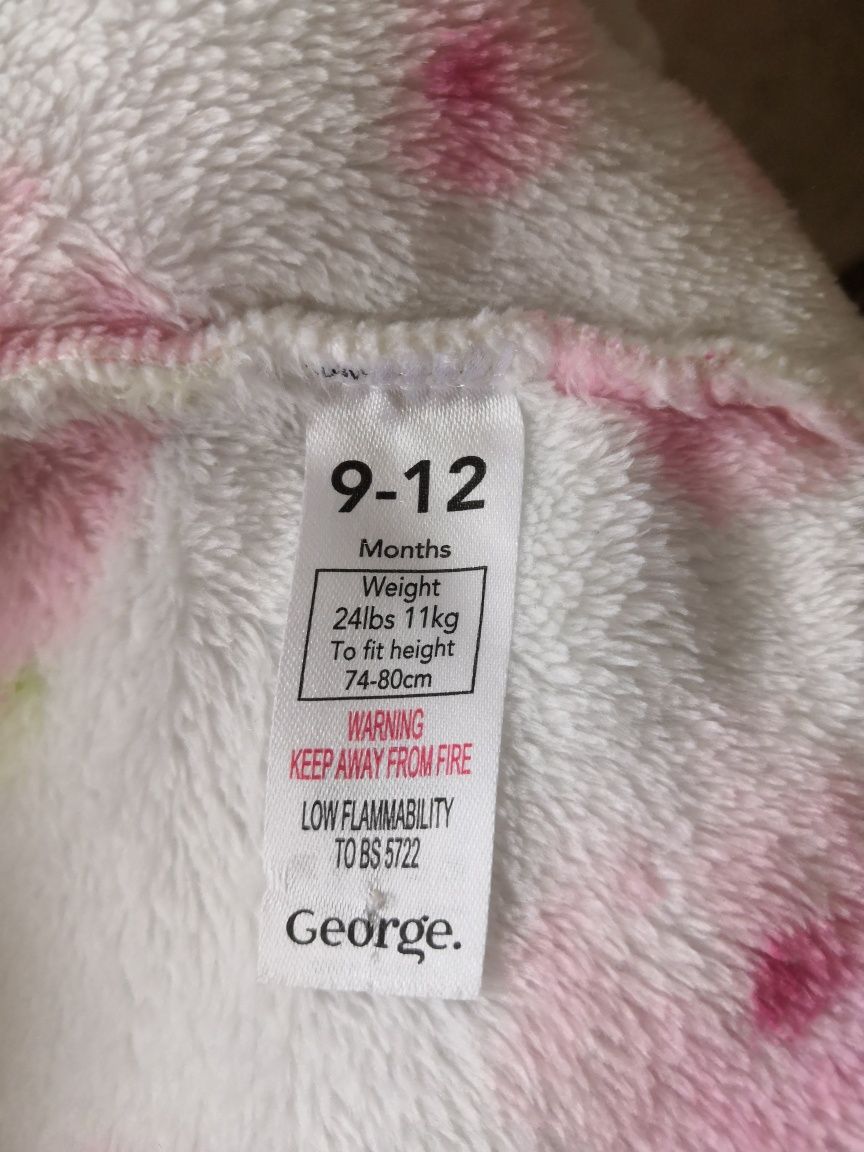 9-12
Months
Weight
24lbs 11kg
To fit height
74-80cm
WARNING
KEEP AWAY FROM FIRE
LOW FLAMMABILITY
TO BS 5722
George.